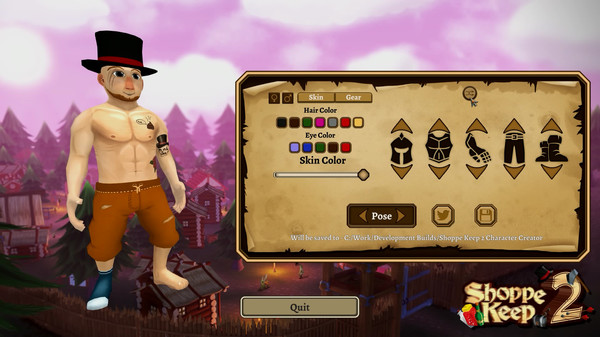 Skin Gear
Hair Color
Eye Color
Skin Color
Pose
Will be saved to C:/Work/Development Builds/Shoppe Keep 2 Character Creator
Quit
Shoppe
Keep 2